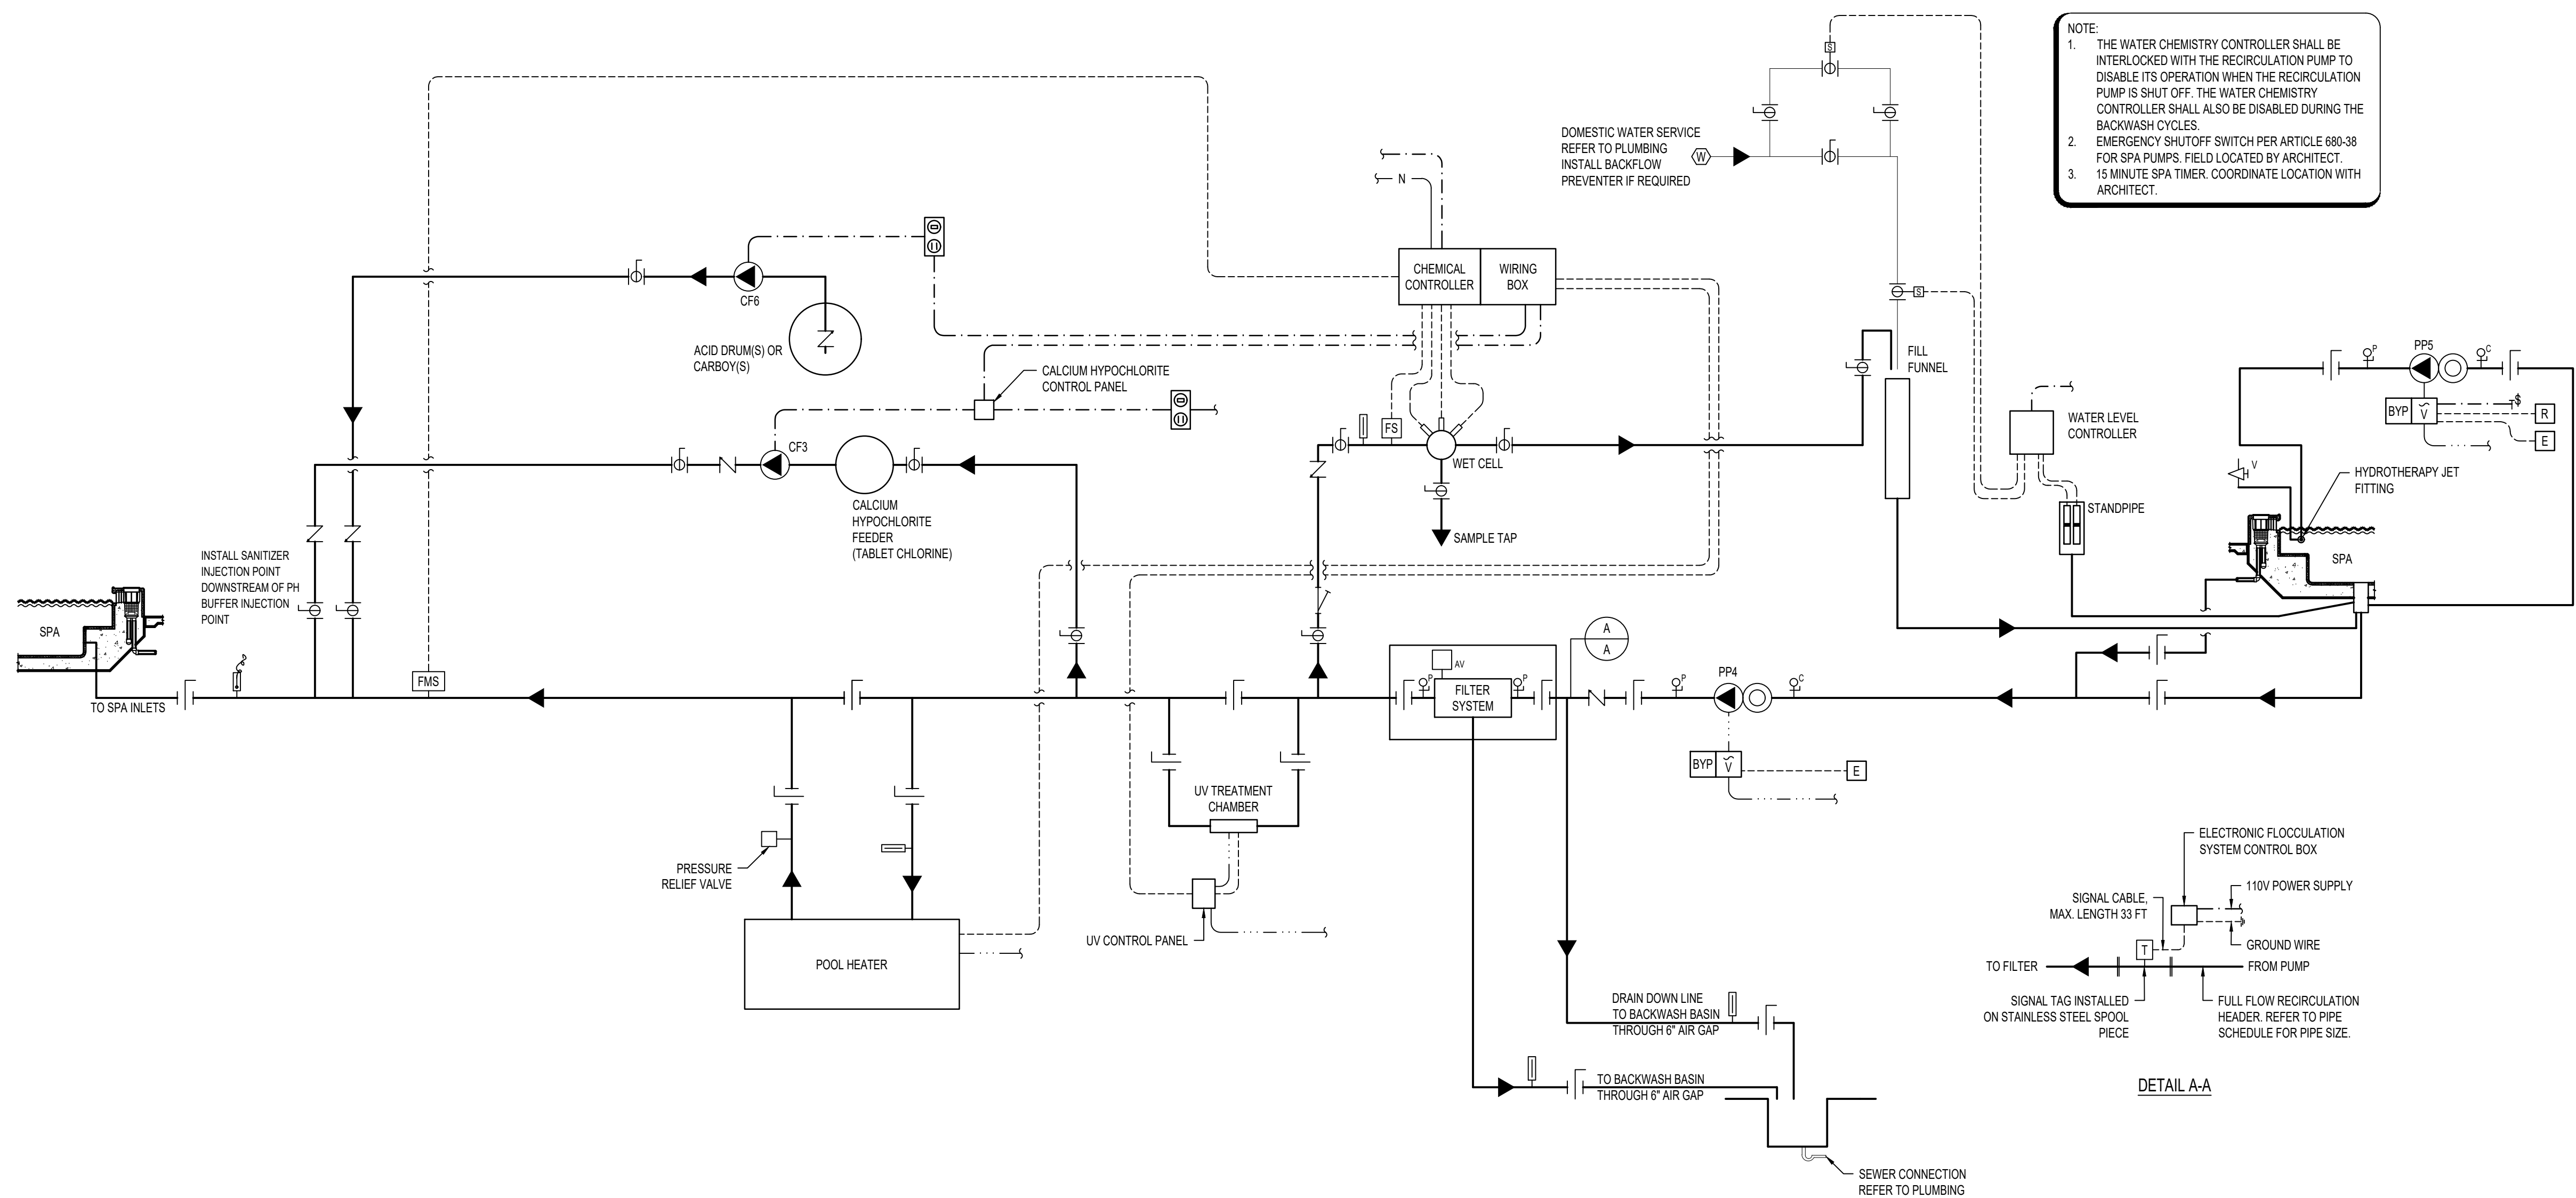 NOTE:
1. THE WATER CHEMISTRY CONTROLLER SHALL BE
INTERLOCKED WITH THE RECIRCULATION PUMP TO
DISABLE ITS OPERATION WHEN THE RECIRCULATION
PUMP IS SHUT OFF. THE WATER CHEMISTRY
CONTROLLER SHALL ALSO BE DISABLED DURING THE
BACKWASH CYCLES.
2. EMERGENCY SHUTOFF SWITCH PER ARTICLE 680-38
FOR SPA PUMPS. FIELD LOCATED BY ARCHITECT.
3. 15 MINUTE SPA TIMER. COORDINATE LOCATION WITH
ARCHITECT.
S
DOMESTIC WATER SERVICE
REFER TO PLUMBING
INSTALL BACKFLOW
PREVENTER IF REQUIRED
W
N
CHEMICAL
CONTROLLER
WIRING
BOX
CF6
ACID DRUM(S) OR
CARBOY(S)
S
FILL
FUNNEL
CALCIUM HYPOCHLORITE
CONTROL PANEL
CF3
CALCIUM
HYPOCHLORITE
FEEDER
(TABLET CHLORINE)
FS
WET CELL
SAMPLE TAP
WATER LEVEL
CONTROLLER
STANDPIPE
P
PP5
C
BYP
V
$
R
E
V
HYDROTHERAPY JET
FITTING
SPA
INSTALL SANITIZER
INJECTION POINT
DOWNSTREAM OF PH
BUFFER INJECTION
POINT
SPA
TO SPA INLETS
FMS
A
A
AV
P
FILTER
SYSTEM
P
P
PP4
C
BYP
V
E
UV TREATMENT
CHAMBER
PRESSURE
RELIEF VALVE
UV CONTROL PANEL
POOL HEATER
DRAIN DOWN LINE
TO BACKWASH BASIN
THROUGH 6" AIR GAP
TO BACKWASH BASIN
THROUGH 6" AIR GAP
SEWER CONNECTION
REFER TO PLUMBING
ELECTRONIC FLOCCULATION
SYSTEM CONTROL BOX
110V POWER SUPPLY
SIGNAL CABLE,
MAX. LENGTH 33 FT
T
GROUND WIRE
TO FILTER
FROM PUMP
SIGNAL TAG INSTALLED
ON STAINLESS STEEL SPOOL
PIECE
FULL FLOW RECIRCULATION
HEADER. REFER TO PIPE
SCHEDULE FOR PIPE SIZE.
DETAIL A-A